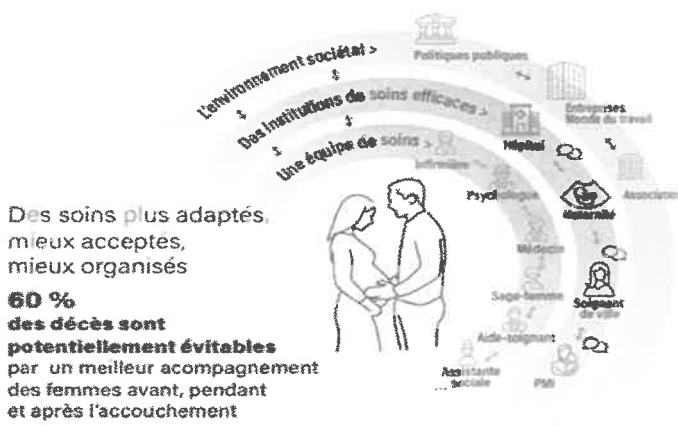 L'environnement sociétal >
Politiques publiques
Entreprises
Monde du travail
Des institutions de soins efficaces >
Hôpital
Maternité
Soignant
de ville
PMI
Une équipe de soins >
Infirmière
Psychologue
Médecin
Sage-femme
Aide-soignant
Assistante
sociale
Des soins plus adaptés,
mieux acceptés,
mieux organisés
60 %
des décès sont
potentiellement évitables
par un meilleur acompagnement
des femmes avant, pendant
et après l'accouchement